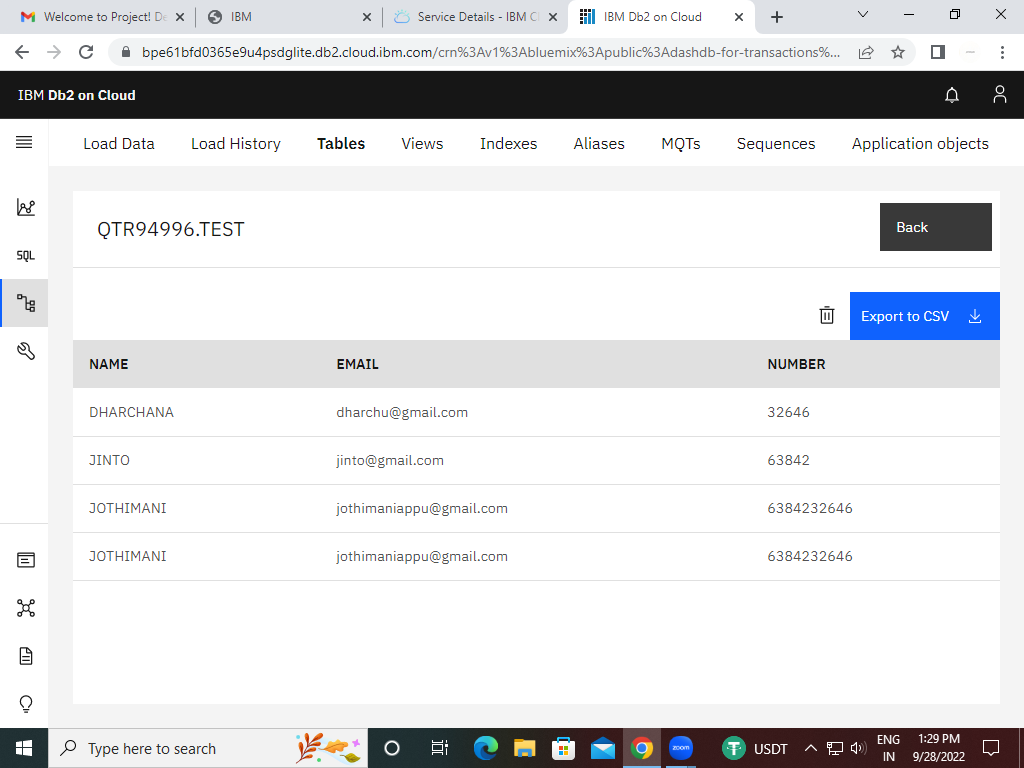 Welcome to Project! De
IBM
Service Details - IBM Cl
IBM Db2 on Cloud
bpe61bfd0365e9u4psdglite.db2.cloud.ibm.com/crn%3Av1%3Abluemix%3Apublic%3Adashdb-for-transactions%...
IBM Db2 on Cloud
Load Data Load History Tables Views Indexes Aliases MQTs Sequences Application objects
SQL
QTR94996.TEST
Back
Export to CSV
NAME EMAIL NUMBER
DHARCHANA dharchu@gmail.com 32646
JINTO jinto@gmail.com 63842
JOTHIMANI jothimaniappu@gmail.com 6384232646
JOTHIMANI jothimaniappu@gmail.com 6384232646
Type here to search
zoom
USDT
ENG
IN
1:29 PM
9/28/2022